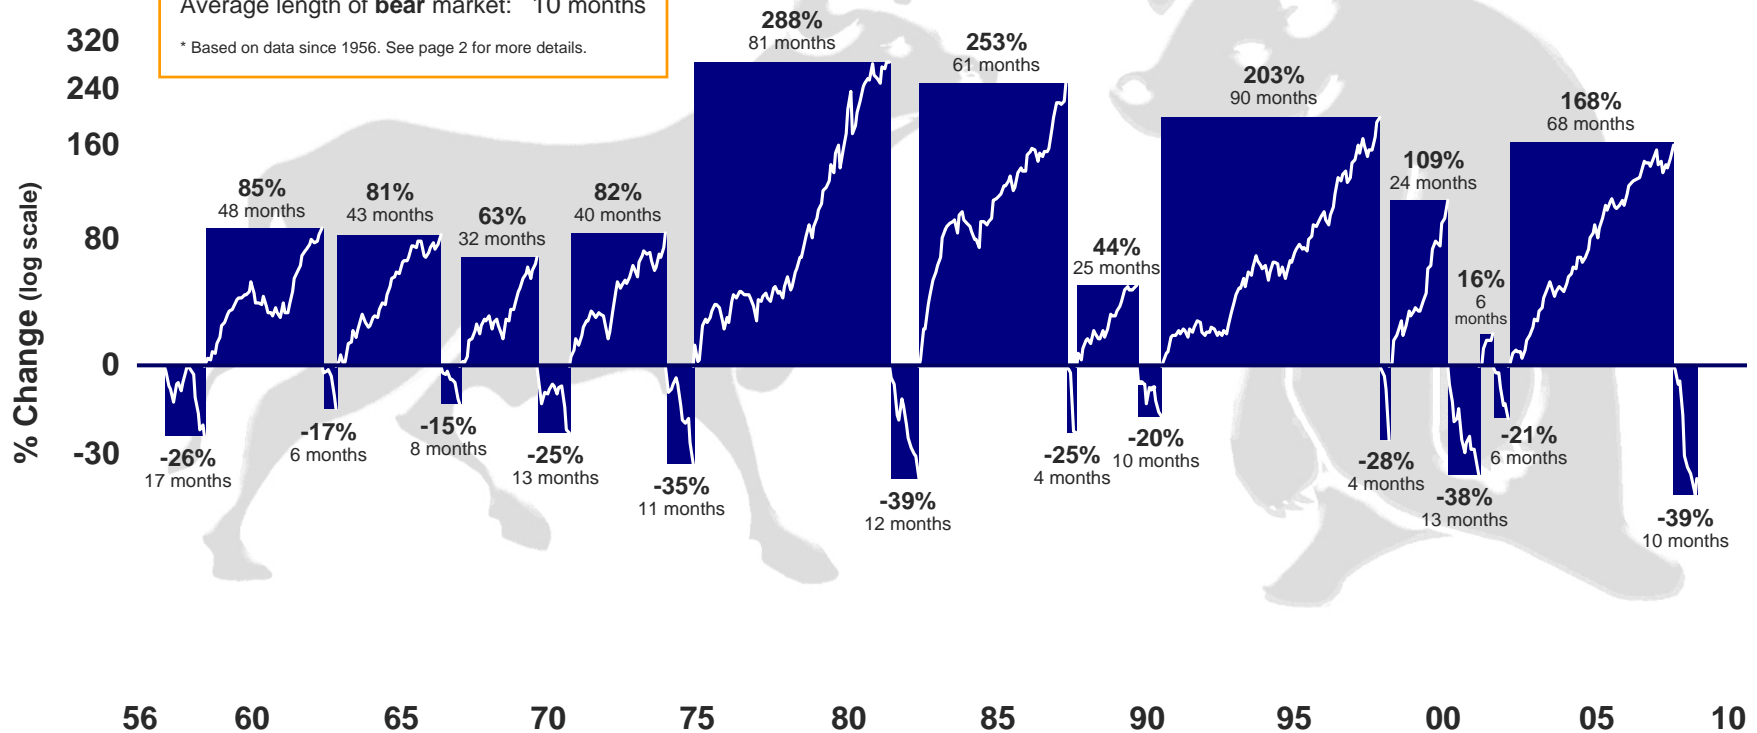 Average length of bear market: 10 months
* Based on data since 1956. See page 2 for more details.
% Change (log scale)
320
240
160
80
0
-30
85%
48 months
81%
43 months
63%
32 months
82%
40 months
288%
81 months
253%
61 months
44%
25 months
203%
90 months
109%
24 months
16%
6
months
168%
68 months
-26%
17 months
-17%
6 months
-15%
8 months
-25%
13 months
-35%
11 months
-39%
12 months
-25%
4 months
-20%
10 months
-28%
4 months
-38%
13 months
-21%
6 months
-39%
10 months
56 60 65 70 75 80 85 90 95 00 05 10